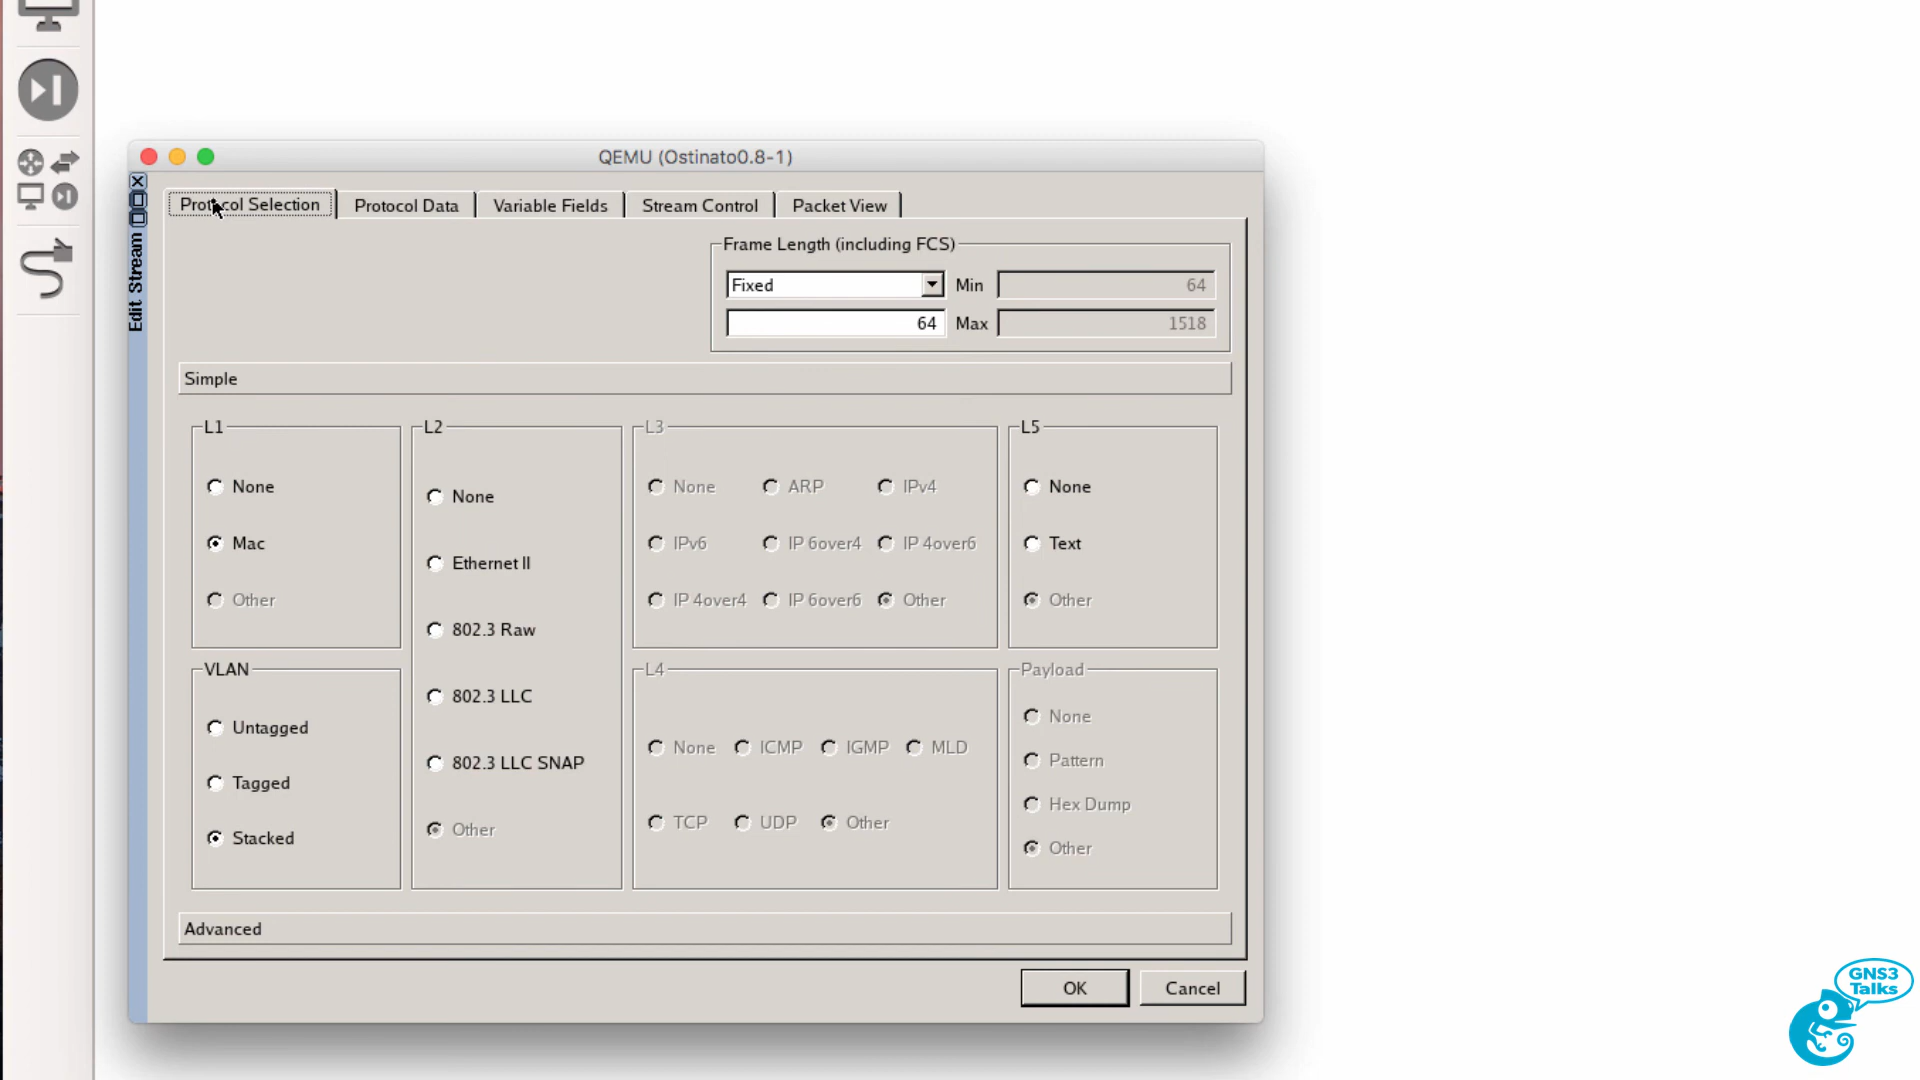 QEMU (Ostinato0.8-1)
Edit Stream
Protocol Selection
Protocol Data
Variable Fields
Stream Control
Packet View
Frame Length (including FCS)
Fixed
Min
64
64
Max
1518
Simple
L1
None
Mac
Other
L2
None
Ethernet II
802.3 Raw
802.3 LLC
802.3 LLC SNAP
Other
L3
None
ARP
IPv4
IPv6
IP 6over4
IP 4over6
IP 4over4
IP 6over6
Other
L5
None
Text
Other
VLAN
Untagged
Tagged
Stacked
L4
None
ICMP
IGMP
MLD
TCP
UDP
Other
Payload
None
Pattern
Hex Dump
Other
Advanced
OK
Cancel
GNS3
Talks